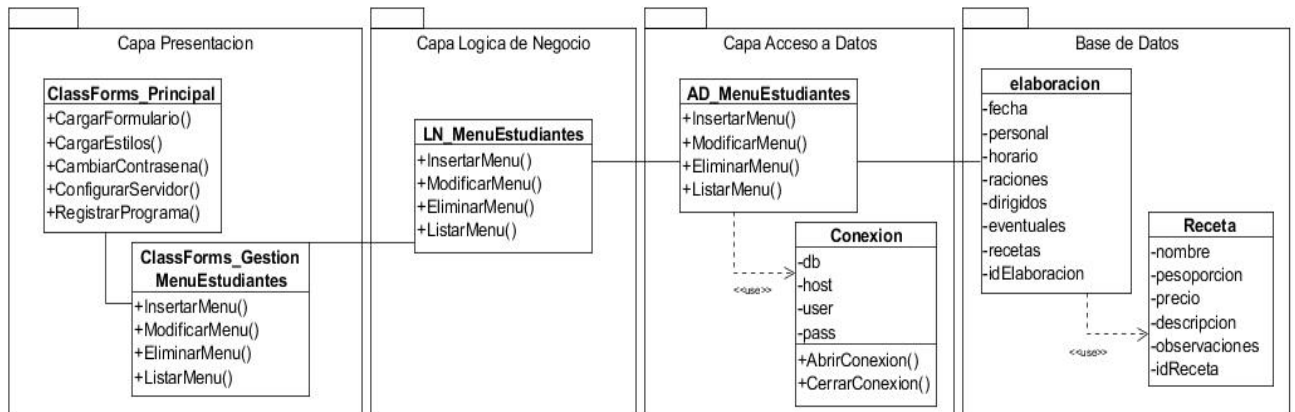 Capa Presentacion
ClassForms_Principal
+CargarFormulario()
+CargarEstilos()
+CambiarContrasena()
+ConfigurarServidor()
+RegistrarPrograma()
ClassForms_Gestion
MenuEstudiantes
+InsertarMenu()
+ModificarMenu()
+EliminarMenu()
+ListarMenu()
Capa Logica de Negocio
LN_MenuEstudiantes
+InsertarMenu()
+ModificarMenu()
+EliminarMenu()
+ListarMenu()
Capa Acceso a Datos
AD_MenuEstudiantes
+InsertarMenu()
+ModificarMenu()
+EliminarMenu()
+ListarMenu()
<<use>>
Conexion
-db
-host
-user
-pass
+AbrirConexion()
+CerrarConexion()
Base de Datos
elaboracion
-fecha
-personal
-horario
-raciones
-dirigidos
-eventuales
-recetas
-idElaboracion
<<use>>
Receta
-nombre
-pesoporcion
-precio
-descripcion
-observaciones
-idReceta